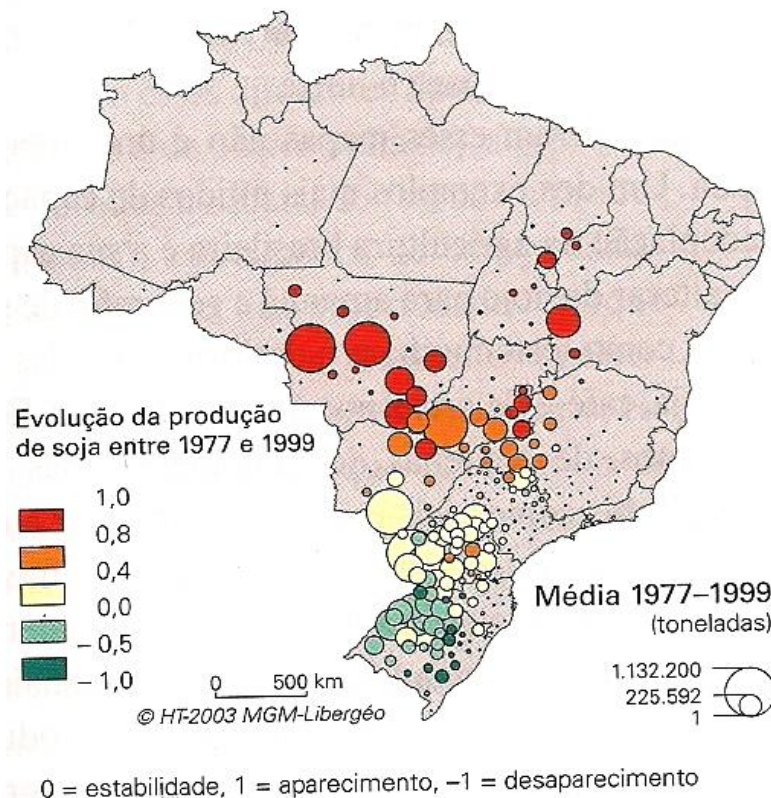 Evolução da produção
de soja entre 1977 e 1999
1,0
0,8
0,4
0,0
– 0,5
– 1,0
0 500 km
© HT-2003 MGM-Libergéo
Média 1977–1999
(toneladas)
1.132.200
225.592
1
0 = estabilidade, 1 = aparecimento, –1 = desaparecimento